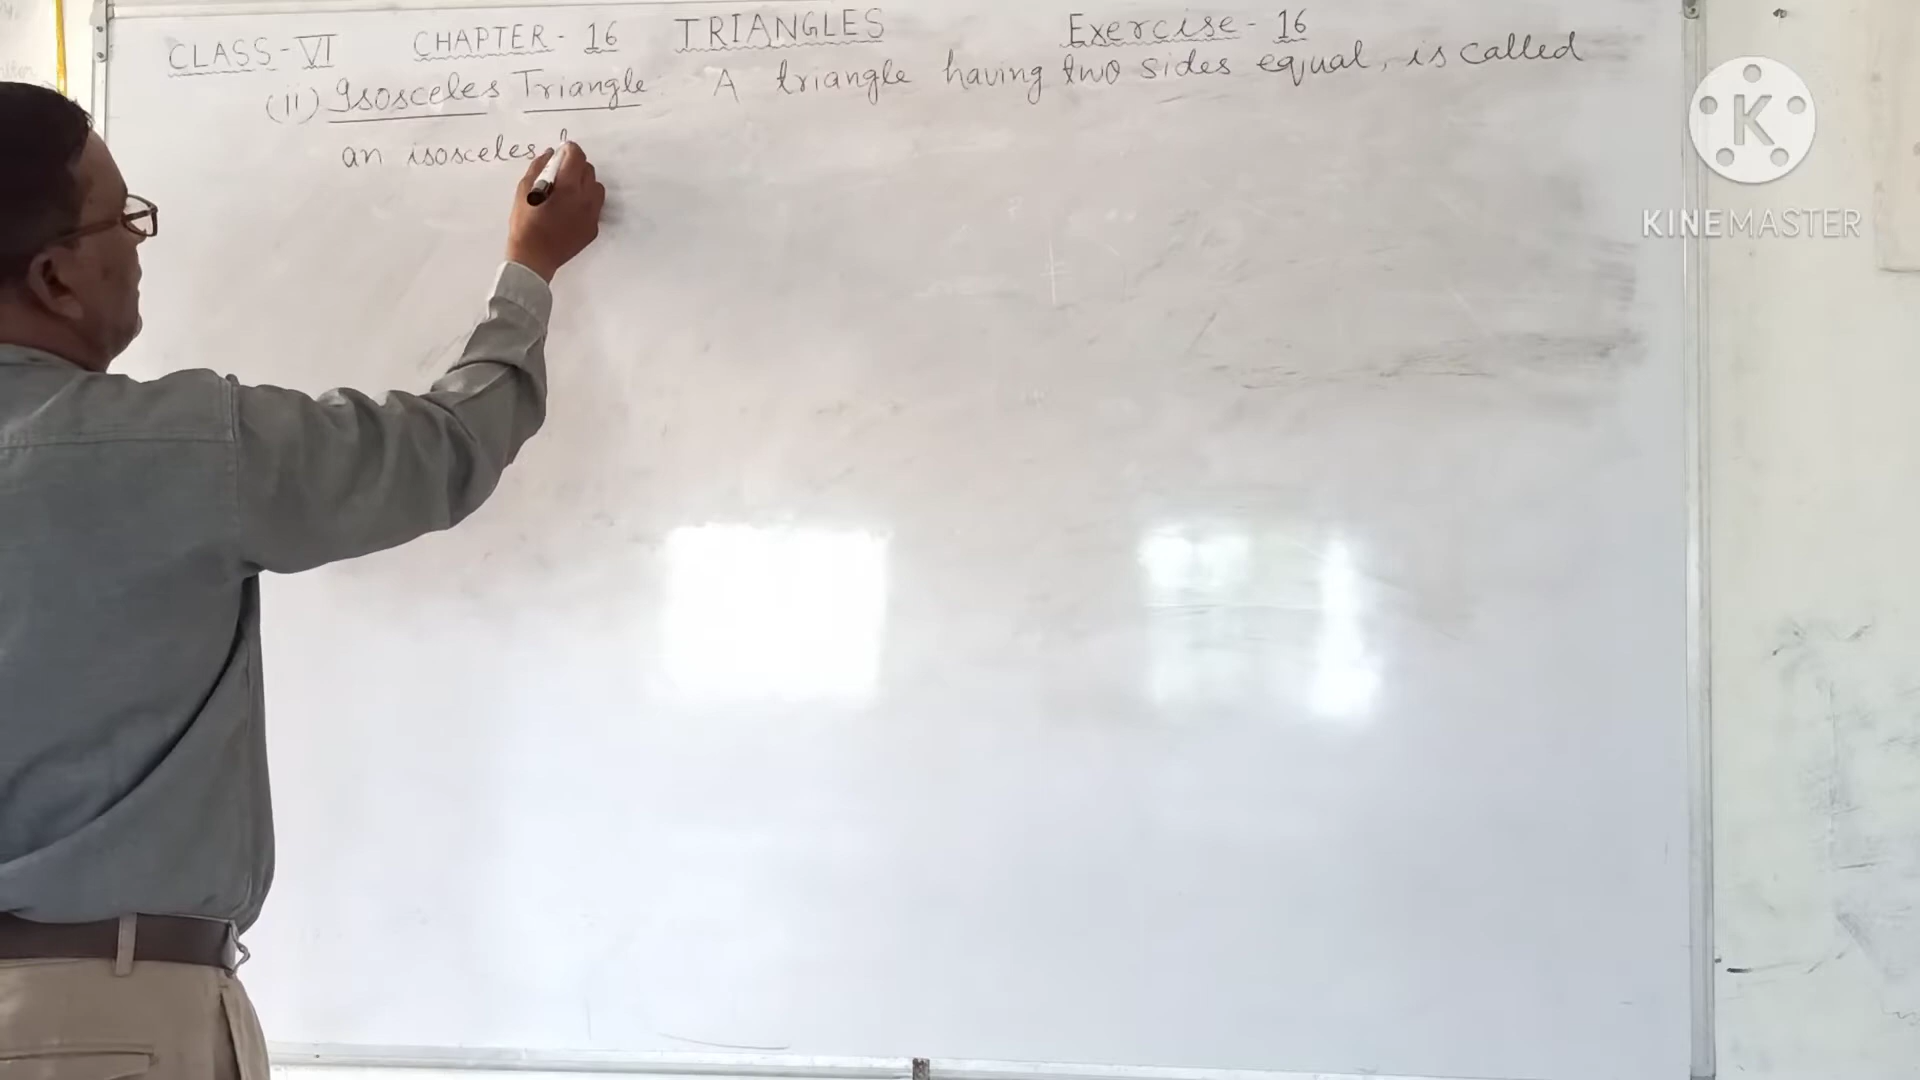 CLASS-VI CHAPTER-16 TRIANGLES Exercise-16
(ii) Isosceles Triangle: A triangle having two sides equal, is called
an isosceles
K
KINEMASTER